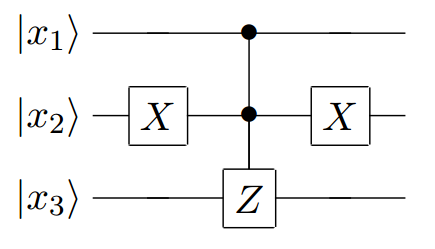 |x₁⟩
|x₂⟩ X X
|x₃⟩ Z